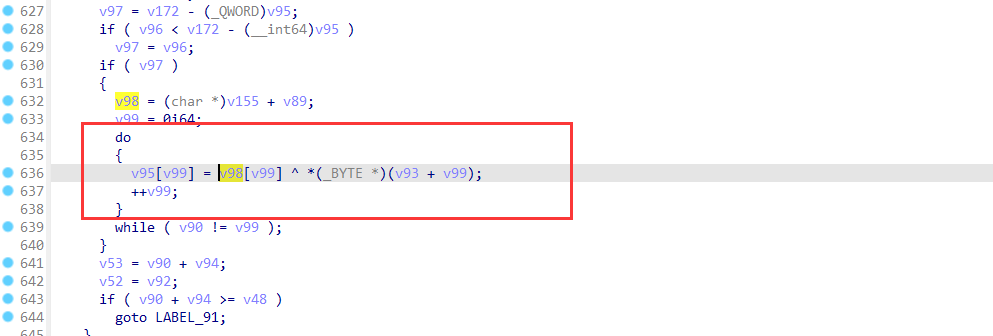 627 v97 = v172 - (_QWORD)v95;
628 if ( v96 < v172 - (__int64)v95 )
629 v97 = v96;
630 if ( v97 )
631 {
632 v98 = (char *)v155 + v89;
633 v99 = 0i64;
634 do
635 {
636 v95[v99] = v98[v99] ^ *(_BYTE *)(v93 + v99);
637 ++v99;
638 }
639 while ( v90 != v99 );
640 }
641 v53 = v90 + v94;
642 v52 = v92;
643 if ( v90 + v94 >= v48 )
644 goto LABEL_91;
645 }